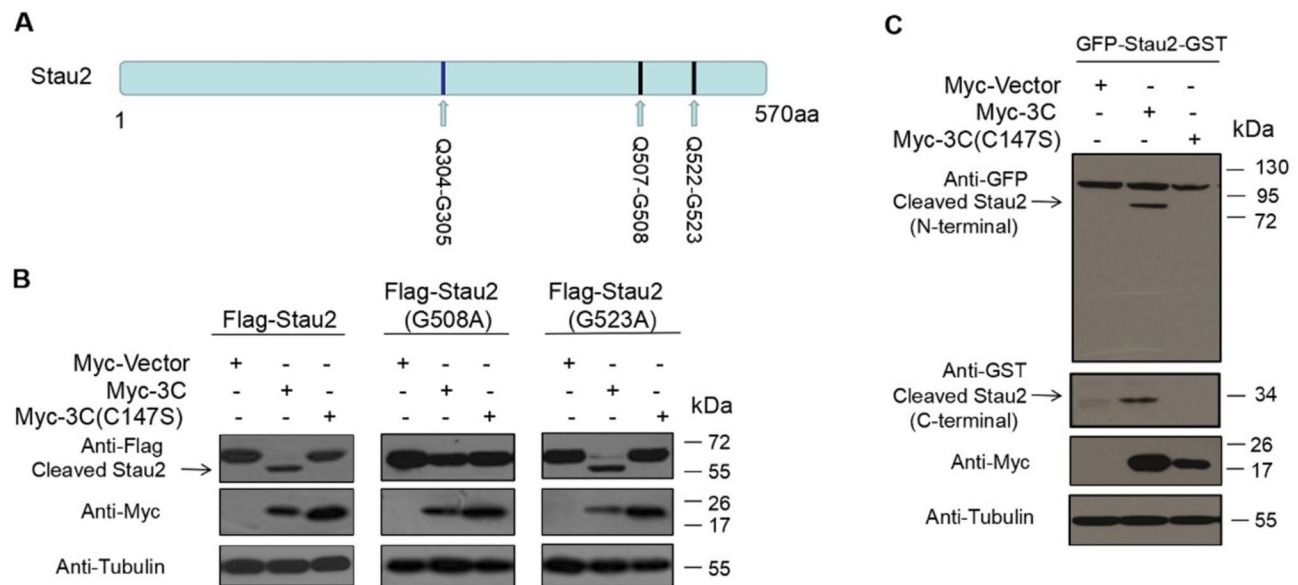 A
Stau2
1
570aa
Q304-G305
Q507-G508
Q522-G523
B
Flag-Stau2
Flag-Stau2
(G508A)
Flag-Stau2
(G523A)
Myc-Vector + - - + - - + - -
Myc-3C - + - - + - - + -
Myc-3C(C147S) - - + - - + - - +
kDa
Anti-Flag
Cleaved Stau2
72
55
Anti-Myc
26
17
Anti-Tubulin
55
C
GFP-Stau2-GST
Myc-Vector + - -
Myc-3C - + -
Myc-3C(C147S) - - +
kDa
Anti-GFP
Cleaved Stau2
(N-terminal)
130
95
72
Anti-GST
Cleaved Stau2
(C-terminal)
34
Anti-Myc
26
17
Anti-Tubulin
55